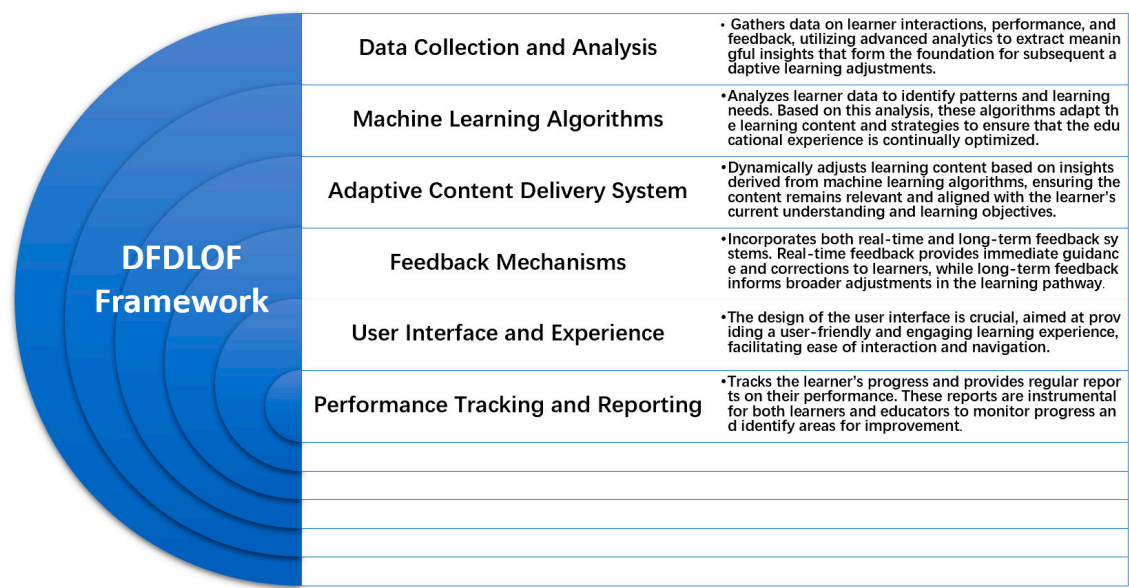 DFDLOF
Framework
Data Collection and Analysis
• Gathers data on learner interactions, performance, and
feedback, utilizing advanced analytics to extract meanin
gful insights that form the foundation for subsequent a
daptive learning adjustments.
Machine Learning Algorithms
•Analyzes learner data to identify patterns and learning
needs. Based on this analysis, these algorithms adapt th
e learning content and strategies to ensure that the edu
cational experience is continually optimized.
Adaptive Content Delivery System
•Dynamically adjusts learning content based on insights
derived from machine learning algorithms, ensuring the
content remains relevant and aligned with the learner's
current understanding and learning objectives.
Feedback Mechanisms
•Incorporates both real-time and long-term feedback sy
stems. Real-time feedback provides immediate guidanc
e and corrections to learners, while long-term feedback
informs broader adjustments in the learning pathway.
User Interface and Experience
•The design of the user interface is crucial, aimed at prov
iding a user-friendly and engaging learning experience,
facilitating ease of interaction and navigation.
Performance Tracking and Reporting
•Tracks the learner's progress and provides regular repor
ts on their performance. These reports are instrumental
for both learners and educators to monitor progress an
d identify areas for improvement.